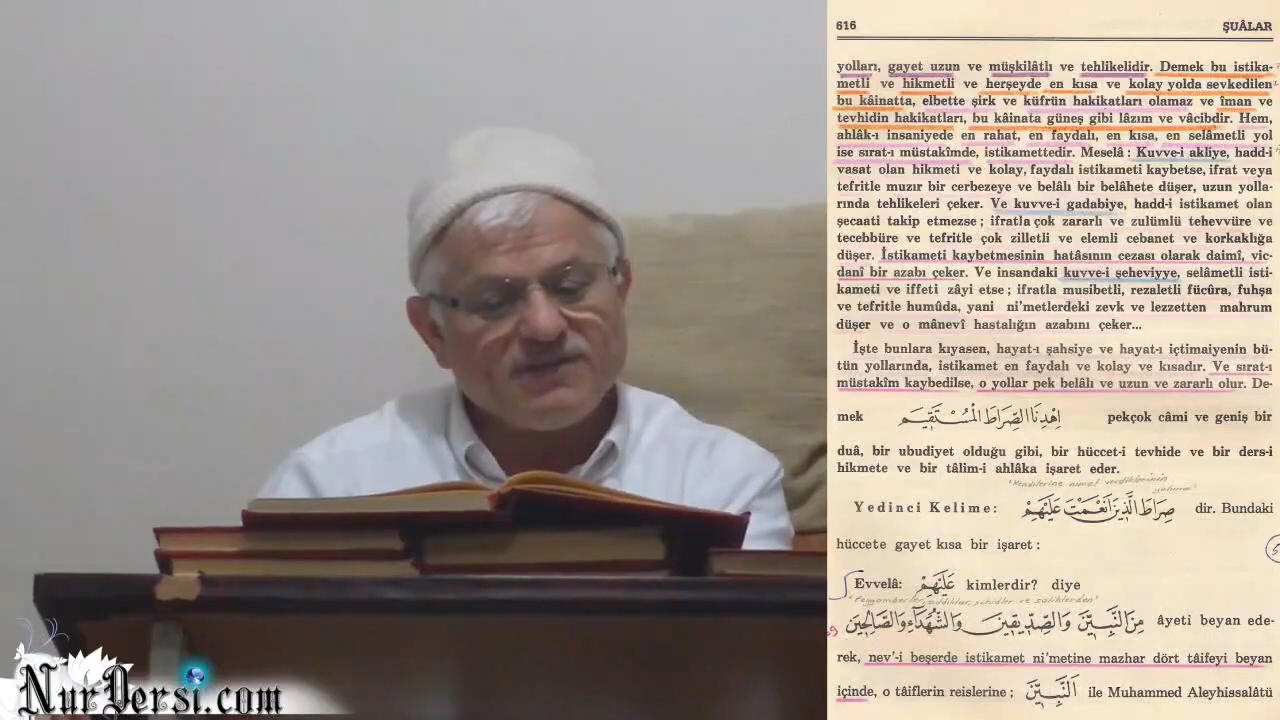 616 ŞUÂLAR
yolları, gayet uzun ve müşkilâtlı ve tehlikelidir. Demek bu istika-
metli ve hikmetli ve herşeyde en kısa ve kolay yolda sevkedilen
bu kâinatta, elbette şirk ve küfrün hakikatları olamaz ve îman ve
tevhidin hakikatları, bu kâinata güneş gibi lâzım ve vâcibdir. Hem,
ahlâk-ı insaniyede en rahat, en faydalı, en kısa, en selâmetli yol
ise sırat-ı müstakîmde, istikamettedir. Meselâ : Kuvve-i akliye, hadd-i
vasat olan hikmeti ve kolay, faydalı istikameti kaybetse, ifrat veya
tefritle muzır bir cerbezeye ve belâlı bir belâhete düşer, uzun yolla-
rında tehlikeleri çeker. Ve kuvve-i gadabiye, hadd-i istikamet olan
şecaati takip etmezse ; ifratla çok zararlı ve zulümlü tehevvüre ve
tecebbüre ve tefritle çok zilletli ve elemli cebanet ve korkaklığa
düşer. İstikameti kaybetmesinin hatâsının cezası olarak daimî, vic-
danî bir azabı çeker. Ve insandaki kuvve-i şeheviyye, selâmetli isti-
kameti ve iffeti zâyi etse ; ifratla musibetli, rezaletli fücûra, fuhşa
ve tefritle humûda, yani ni'metlerdeki zevk ve lezzetten mahrum
düşer ve o mânevî hastalığın azabını çeker...
İşte bunlara kıyasen, hayat-ı şahsiye ve hayat-ı içtimaiyenin bü-
tün yollarında, istikamet en faydalı ve kolay ve kısadır. Ve sırat-ı
müstakîm kaybedilse, o yollar pek belâlı ve uzun ve zararlı olur. De-
mek اِهْدِنَا الصِّرَاطَ الْمُسْتَقِيمَ pekçok câmi ve geniş bir
duâ, bir ubudiyet olduğu gibi, bir hüccet-i tevhide ve bir ders-i
hikmete ve bir tâlim-i ahlâka işaret eder.
"Kendilerine nimet verdiklerinin yoluna"
Yedinci Kelime: صِرَاطَ الَّذِينَ اَنْعَمْتَ عَلَيْهِمْ dir. Bundaki
hüccete gayet kısa bir işaret :
Evvelâ: عَلَيْهِمْ kimlerdir? diye
"Peygamberler, sıddıklar, şehidler ve salihlerden"
مِنَ النَّبِيّٖنَ وَالصِّدّٖيقٖينَ وَالشُّهَدَٓاءِ وَالصَّالِحٖينَ âyeti beyan ede-
rek, nev'-i beşerde istikamet ni'metine mazhar dört tâifeyi beyan
içinde, o tâiflerin reislerine ; اَلنَّبِيّٖنَ ile Muhammed Aleyhissalâtü
NurDersi.com